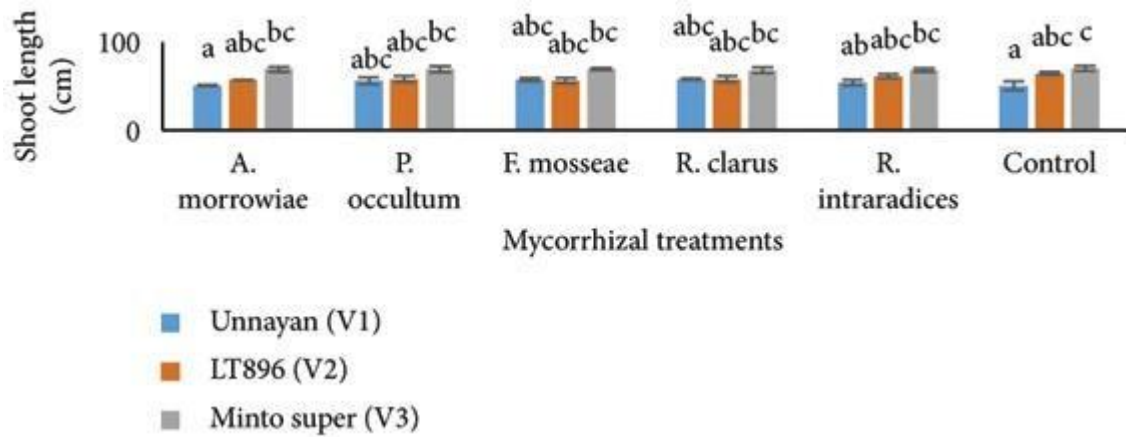 Shoot length
(cm)
100
0
a abc bc
abc abc bc
abc abc bc
abc abc bc
ab abc bc
a abc c
A.
morrowiae
P.
occultum
F. mosseae
R. clarus
R.
intraradices
Control
Mycorrhizal treatments
Unnayan (V1)
LT896 (V2)
Minto super (V3)